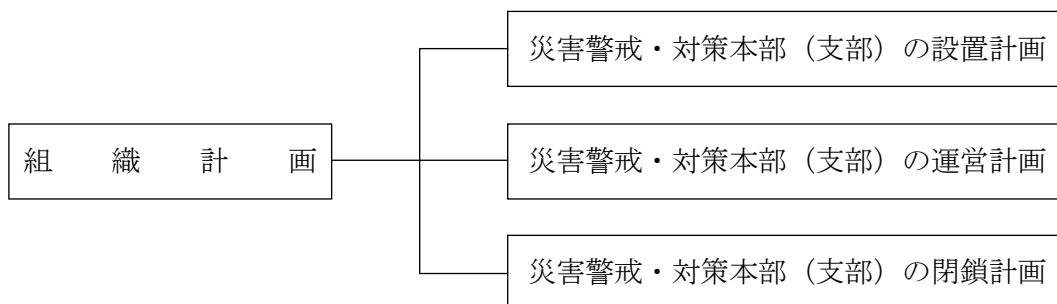 災害警戒・対策本部（支部）の設置計画
組織計画
災害警戒・対策本部（支部）の運営計画
災害警戒・対策本部（支部）の閉鎖計画